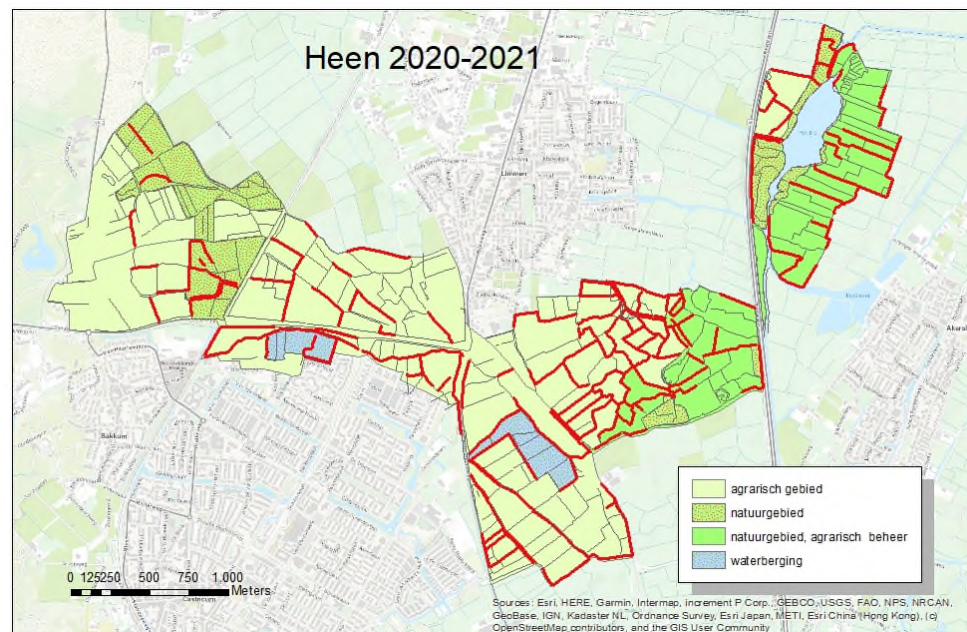 Heen 2020-2021
Limmen
Bakkum
Castricum
Akersl
agrarisch gebied
natuurgebied
natuurgebied, agrarisch beheer
waterberging
0 125250 500 750 1.000
Meters
Sources: Esri, HERE, Garmin, Intermap, increment P Corp., GEBCO, USGS, FAO, NPS, NRCAN,
GeoBase, IGN, Kadaster NL, Ordnance Survey, Esri Japan, METI, Esri China (Hong Kong), (c)
OpenStreetMap contributors, and the GIS User Community